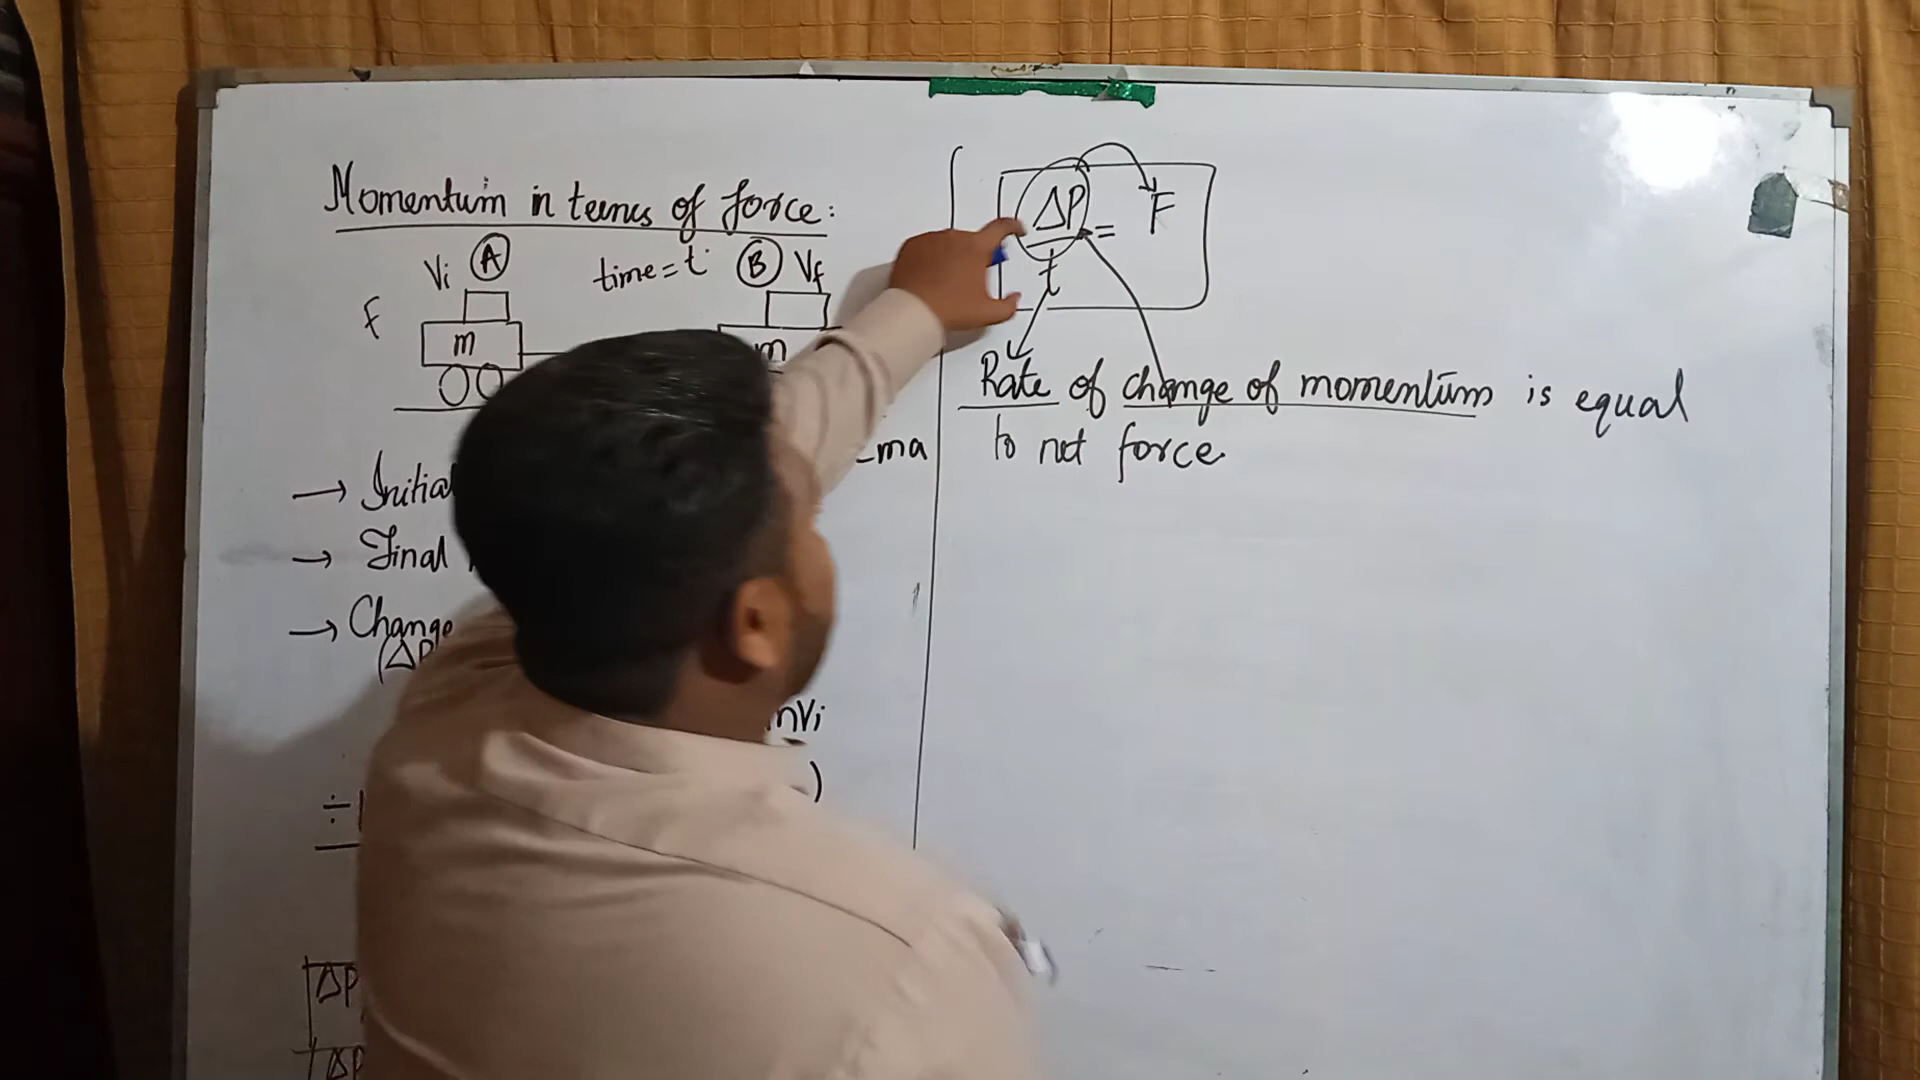 Momentum in terms of force:
Vi A time = t B Vf
F
m m
→ Initial
=ma
→ Final
→ Change
(ΔP
mVi
)
÷
ΔP
ΔP
ΔP = F
t
Rate of change of momentum is equal
to net force